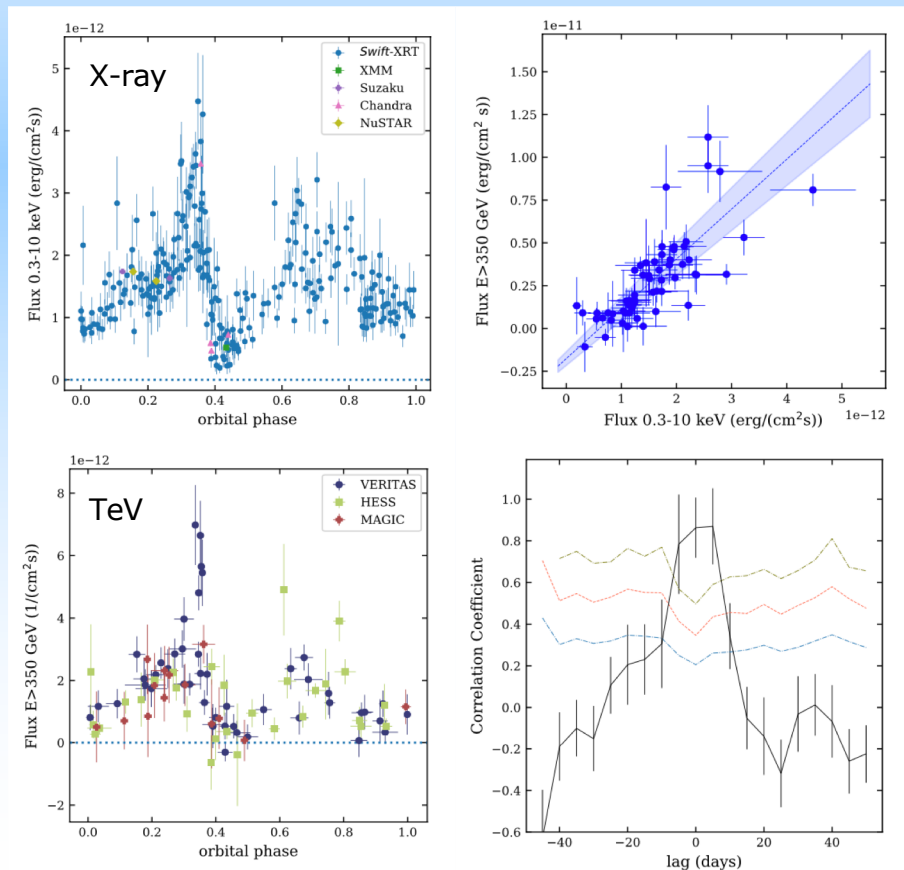 1e−12
X-ray
Swift-XRT
XMM
Suzaku
Chandra
NuSTAR
Flux 0.3-10 keV (erg/(cm²s))
5
4
3
2
1
0
0.0 0.2 0.4 0.6 0.8 1.0
orbital phase
1e−11
Flux E>350 GeV (erg/(cm² s))
1.50
1.25
1.00
0.75
0.50
0.25
0.00
−0.25
0 1 2 3 4 5
1e−12
Flux 0.3-10 keV (erg/(cm²s))
1e−12
TeV
VERITAS
HESS
MAGIC
Flux E>350 GeV (1/(cm²s))
8
6
4
2
0
−2
0.0 0.2 0.4 0.6 0.8 1.0
orbital phase
Correlation Coefficient
1.0
0.8
0.6
0.4
0.2
0.0
−0.2
−0.4
−0.6
−40 −20 0 20 40
lag (days)